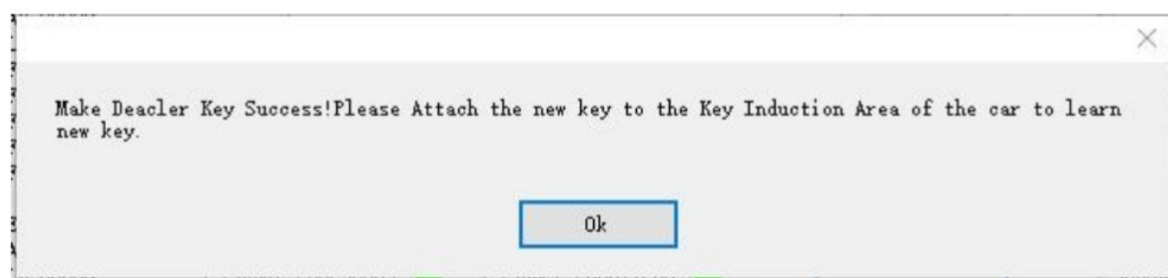 Make Deacler Key Success!Please Attach the new key to the Key Induction Area of the car to learn
new key.
Ok